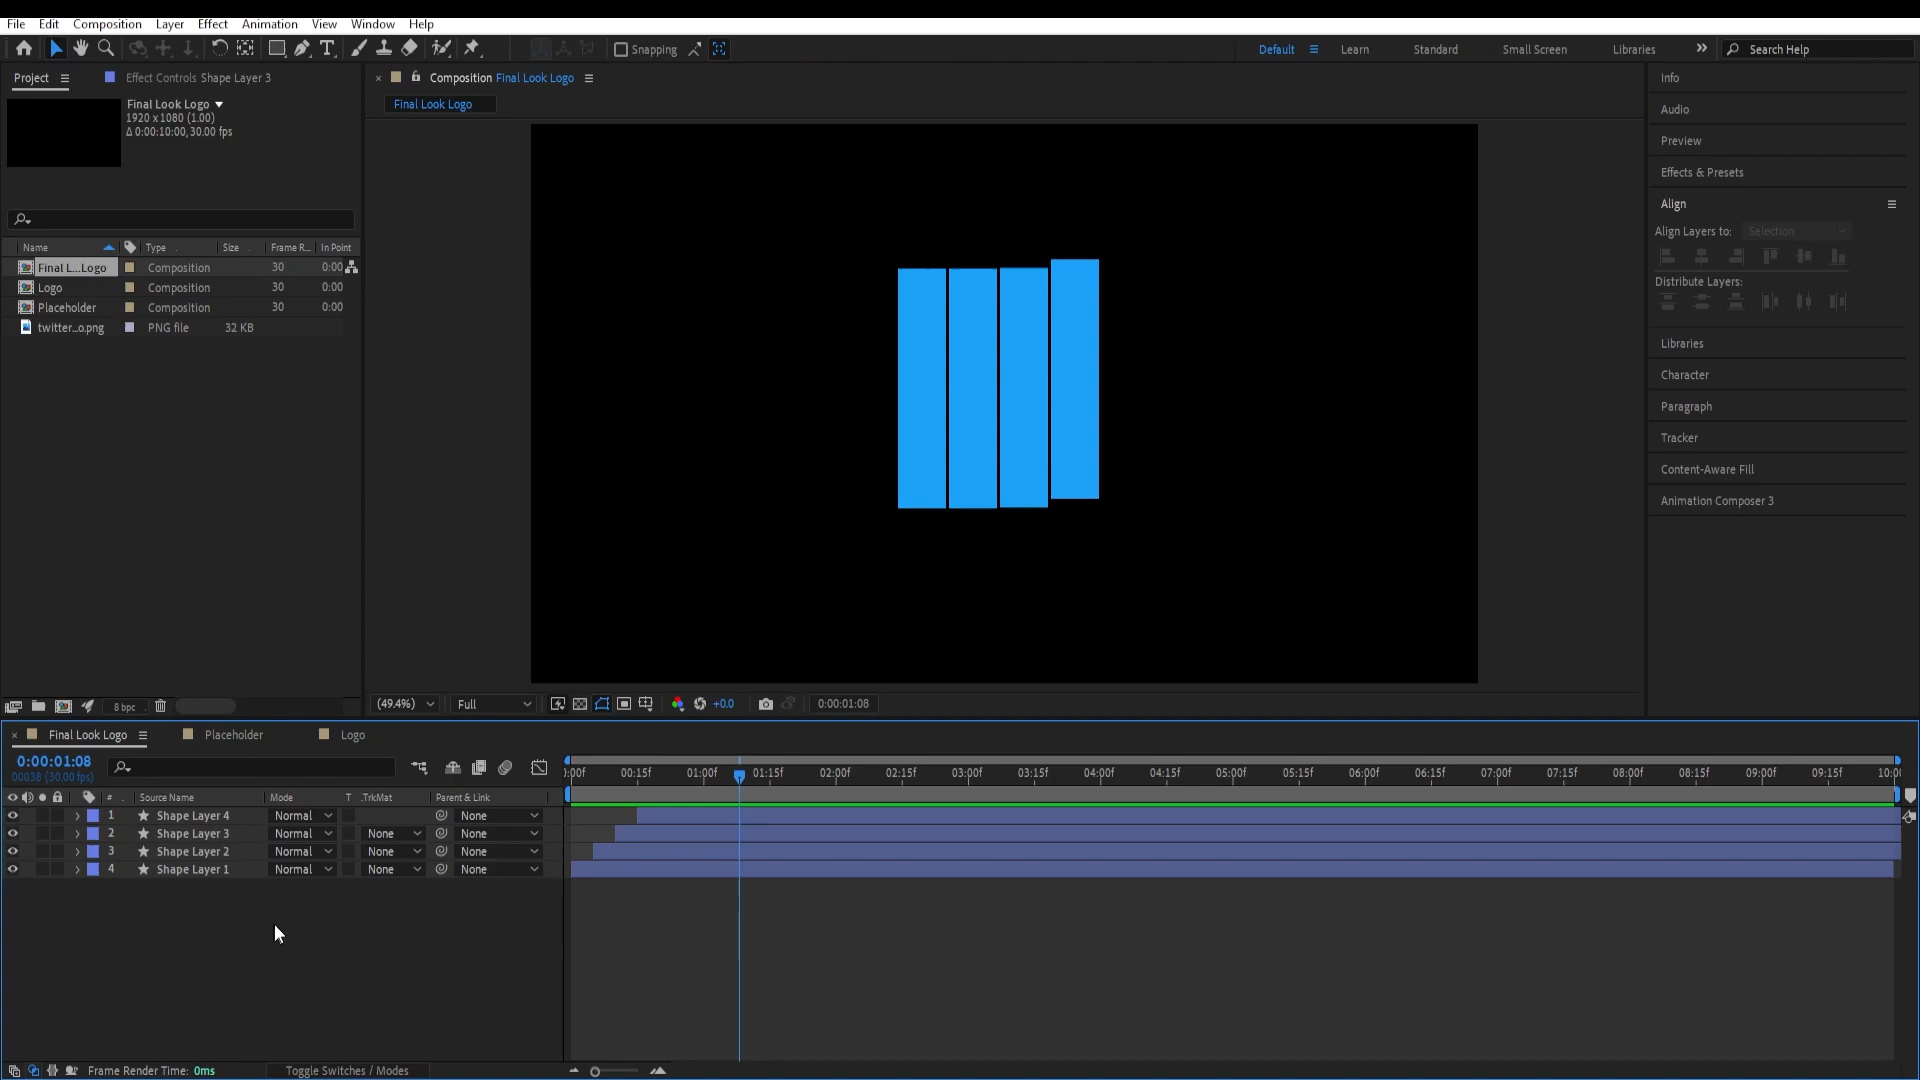 File Edit Composition Layer Effect Animation View Window Help
Snapping
Default Learn Standard Small Screen Libraries Search Help
Project Effect Controls Shape Layer 3
Final Look Logo
1920 x 1080 (1.00)
Δ 0:00:10:00, 30.00 fps
Name Type Size Frame R... In Point
Final L...Logo Composition 30 0:00
Logo Composition 30 0:00
Placeholder Composition 30 0:00
twitter...o.png PNG file 32 KB
8 bpc
Composition Final Look Logo
Final Look Logo
(49.4%) Full +0.0 0:00:01:08
Info
Audio
Preview
Effects & Presets
Align
Align Layers to: Selection
Distribute Layers:
Libraries
Character
Paragraph
Tracker
Content-Aware Fill
Animation Composer 3
Final Look Logo Placeholder Logo
0:00:01:08
00038 (30.00 fps)
:00f 00:15f 01:00f 01:15f 02:00f 02:15f 03:00f 03:15f 04:00f 04:15f 05:00f 05:15f 06:00f 06:15f 07:00f 07:15f 08:00f 08:15f 09:00f 09:15f 10:00
# Source Name Mode T .TrkMat Parent & Link
1 Shape Layer 4 Normal None
2 Shape Layer 3 Normal None None
3 Shape Layer 2 Normal None None
4 Shape Layer 1 Normal None None
Frame Render Time: 0ms Toggle Switches / Modes